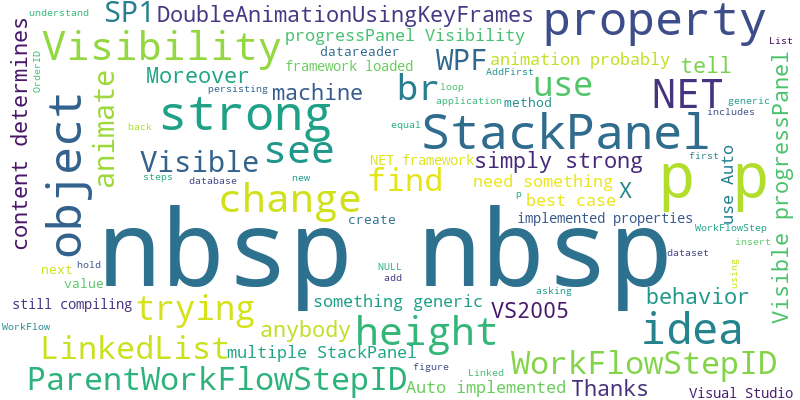 understand
SP1
DoubleAnimationUsingKeyFrames
property
content determines
Visibility
progressPanel Visibility
List
OrderID
datareader
WPF
animation probably
tell
framework loaded
Moreover
AddFirst
Visible progressPanel
animate
persisting
machine
br
loop
use
NET
application
method
generic
object
strong
includes
back
equal
StackPanel
first
see
Visible
NET framework
simply strong
use Auto
steps
database
new
find
need something
X
p p
change
p
best case
create
implemented properties
nbsp nbsp
WorkFlowStep
insert
next
hold
NULL
dataset
value
add
using
still compiling
trying
something generic
asking
behavior
VS2005
WorkFlow
anybody
height
idea
LinkedList
multiple StackPanel
WorkFlowStepID
figure
Linked
ParentWorkFlowStepID
Auto implemented
Thanks
Visual Studio